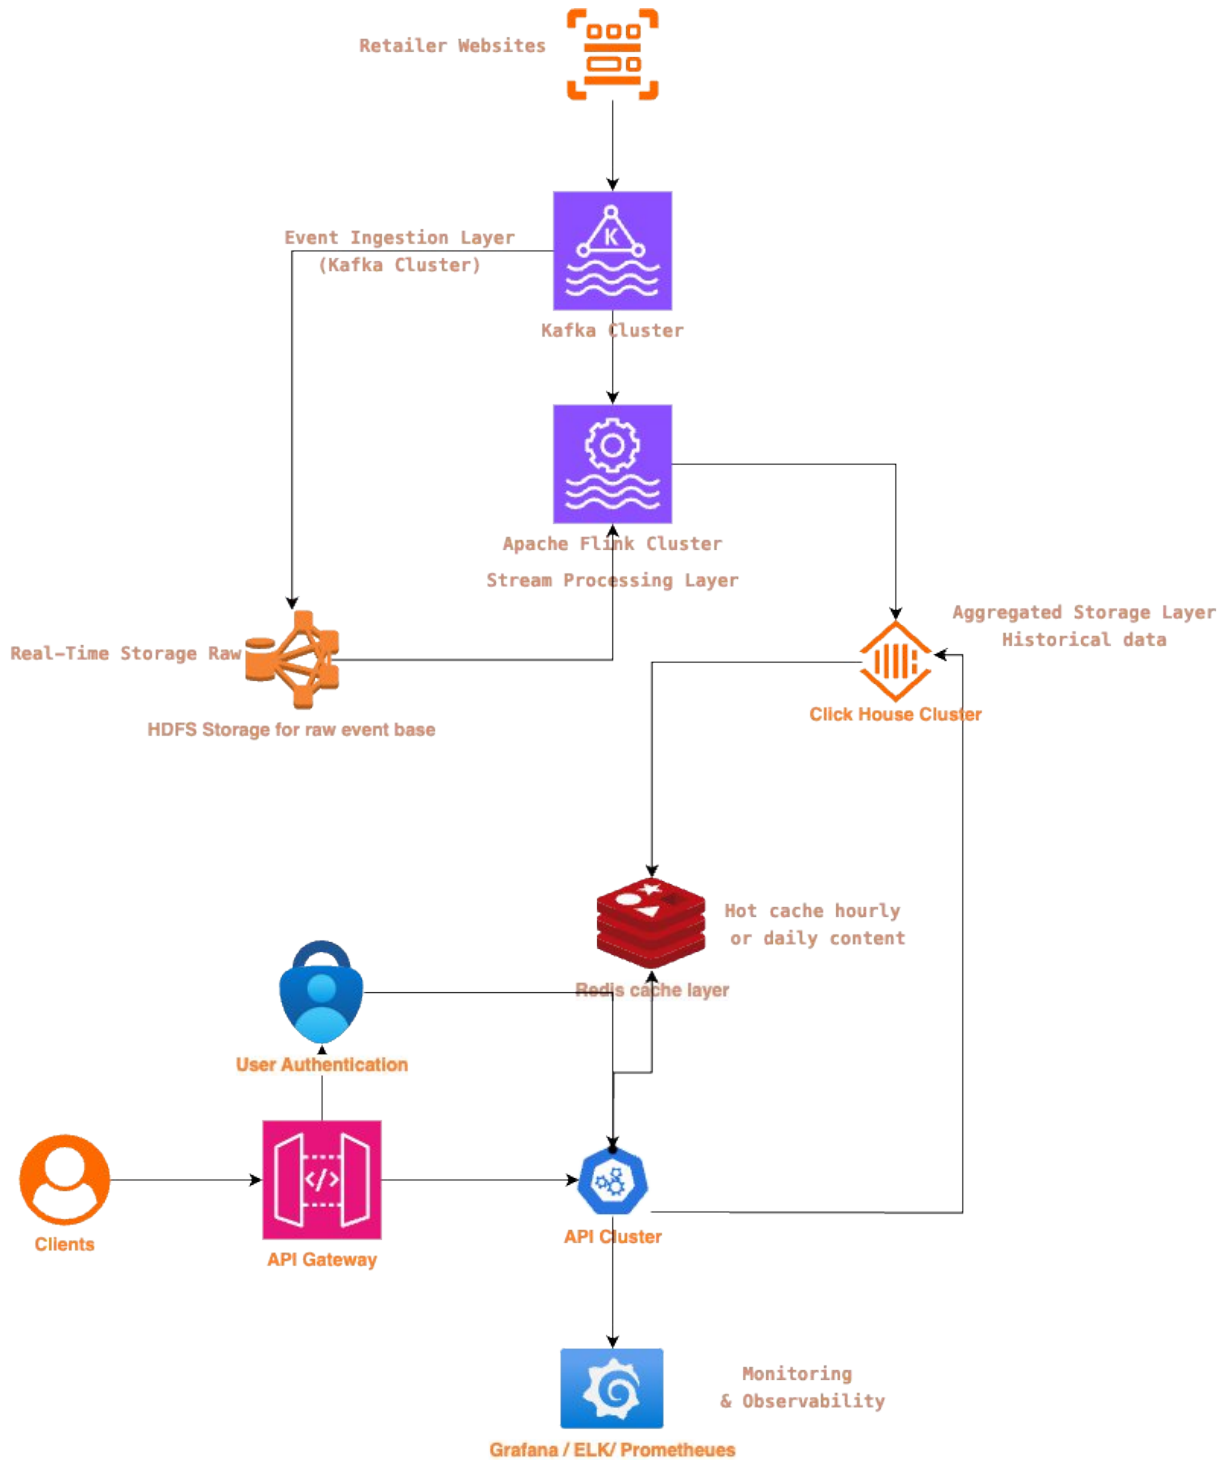 Retailer Websites
K
Event Ingestion Layer
(Kafka Cluster)
Kafka Cluster
Apache Flink Cluster
Stream Processing Layer
Aggregated Storage Layer
Historical data
Real-Time Storage Raw
HDFS Storage for raw event base
Click House Cluster
Hot cache hourly
or daily content
Redis cache layer
User Authentication
</>
Clients
API Gateway
API Cluster
Monitoring
& Observability
Grafana / ELK/ Prometheues